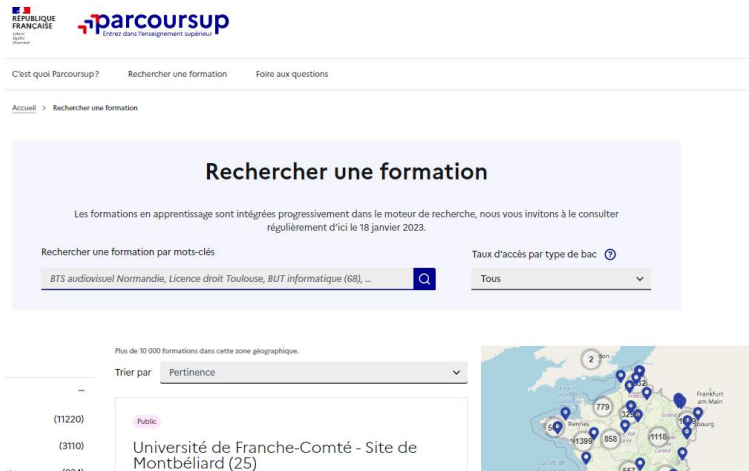 RÉPUBLIQUE
FRANÇAISE
Liberté
Égalité
Fraternité
parcoursup
Entrez dans l'enseignement supérieur
C'est quoi Parcoursup?
Rechercher une formation
Foire aux questions
Accueil > Rechercher une formation
Rechercher une formation
Les formations en apprentissage sont intégrées progressivement dans le moteur de recherche, nous vous invitons à le consulter
régulièrement d'ici le 18 janvier 2023.
Rechercher une formation par mots-clés
Taux d'accès par type de bac ?
BTS audiovisuel Normandie, Licence droit Toulouse, BUT informatique (68), ...
Tous
Plus de 10 000 formations dans cette zone géographique.
Trier par
Pertinence
(11220)
(3110)
Public
Université de Franche-Comté - Site de
Montbéliard (25)
2
Frankfurt
am Main
779
Rennes
1399
858
1118
557